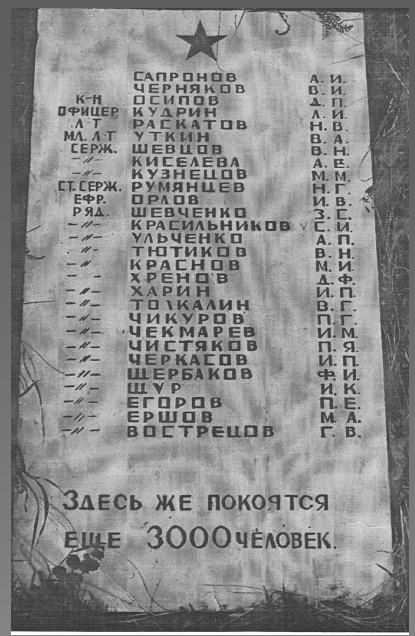 САПРОНОВ А. И.
ЧЕРНЯКОВ В. И.
К-Н ОСИПОВ Д. П.
ОФИЦЕР КУДРИН Л. И.
Л-Т РАСКАТОВ Н. В.
МЛ. Л-Т УТКИН В. А.
СЕРЖ. ШЕВЦОВ В. Н.
-〃- КИСЕЛЕВА А. Е.
-〃- КУЗНЕЦОВ М. М.
СТ. СЕРЖ. РУМЯНЦЕВ Н. Г.
ЕФР. ОРЛОВ И. В.
РЯД. ШЕВЧЕНКО З. С.
-〃- КРАСИЛЬНИКОВ С. И.
-〃- УЛЬЧЕНКО А. П.
-〃- ТЮТИКОВ В. Н.
-〃- КРАСНОВ М. И.
-〃- ХРЕНОВ Д. Ф.
-〃- ХАРИН И. П.
-〃- ТОЛКАЛИН В. Г.
-〃- ЧИКУРОВ П. Г.
-〃- ЧЕКМАРЕВ И. М.
-〃- ЧИСТЯКОВ П. Я.
-〃- ЧЕРКАСОВ И. П.
-〃- ЩЕРБАКОВ Ф. И.
-〃- ЩУР И. К.
-〃- ЕГОРОВ П. Е.
-〃- ЕРШОВ М. А.
-〃- ВОСТРЕЦОВ Г. В.
ЗДЕСЬ ЖЕ ПОКОЯТСЯ
ЕЩЕ 3000 ЧЕЛОВЕК.